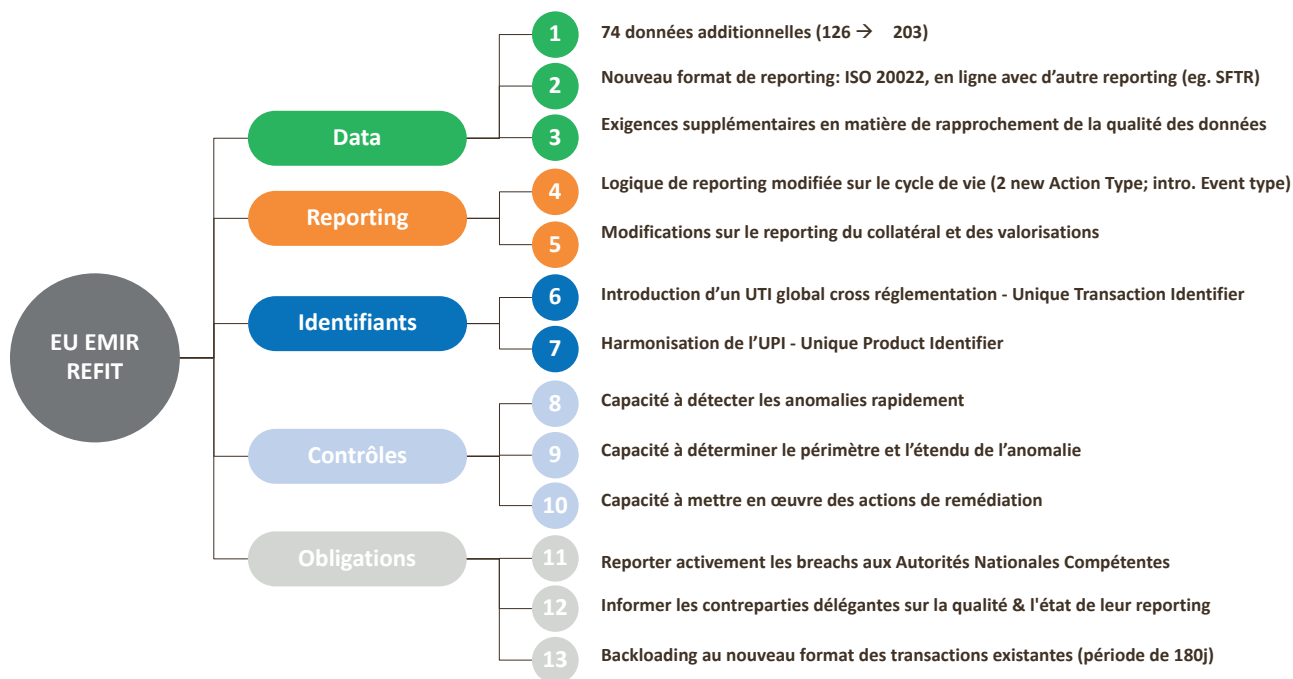 EU EMIR
REFIT
Data
1
74 données additionnelles (126 → 203)
2
Nouveau format de reporting: ISO 20022, en ligne avec d’autre reporting (eg. SFTR)
3
Exigences supplémentaires en matière de rapprochement de la qualité des données
Reporting
4
Logique de reporting modifiée sur le cycle de vie (2 new Action Type; intro. Event type)
5
Modifications sur le reporting du collatéral et des valorisations
Identifiants
6
Introduction d’un UTI global cross réglementation - Unique Transaction Identifier
7
Harmonisation de l’UPI - Unique Product Identifier
Contrôles
8
Capacité à détecter les anomalies rapidement
9
Capacité à déterminer le périmètre et l’étendu de l’anomalie
10
Capacité à mettre en œuvre des actions de remédiation
Obligations
11
Reporter activement les breachs aux Autorités Nationales Compétentes
12
Informer les contreparties délégantes sur la qualité & l'état de leur reporting
13
Backloading au nouveau format des transactions existantes (période de 180j)